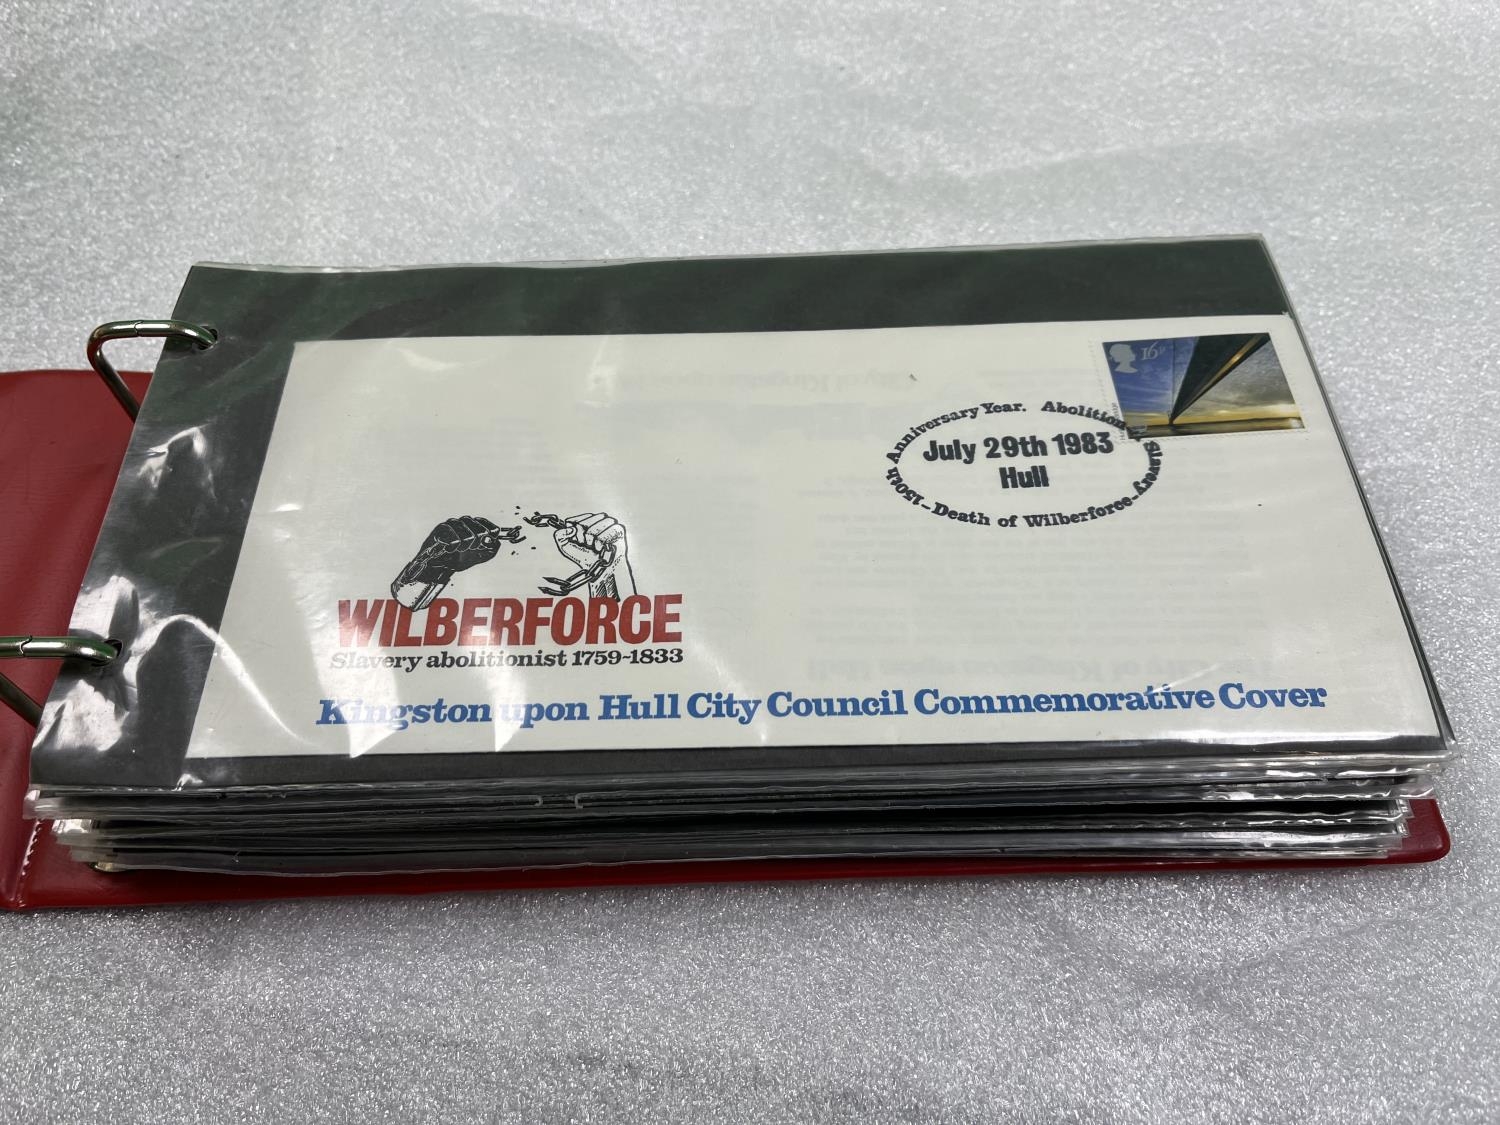 16P
150th Anniversary Year. Abolition Slavery
July 29th 1983
Hull
Death of Wilberforce
WILBERFORCE
Slavery abolitionist 1759~1833
Kingston upon Hull City Council Commemorative Cover